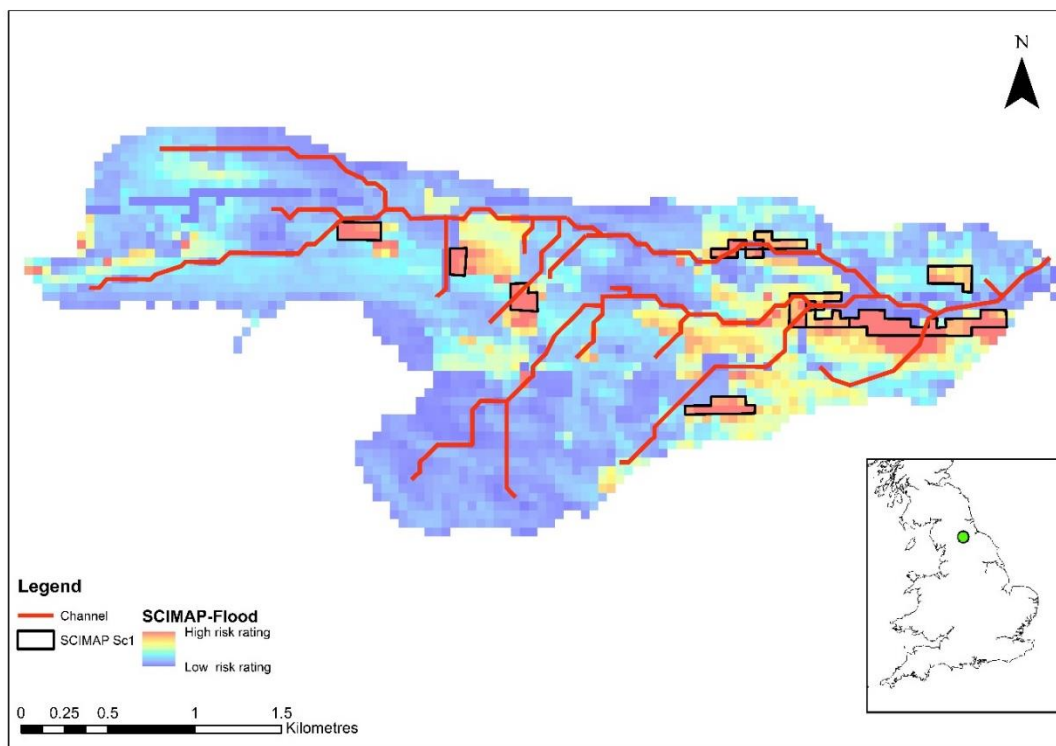 N
Legend
Channel
SCIMAP Sc1
SCIMAP-Flood
High risk rating
Low risk rating
0 0.25 0.5 1 1.5
Kilometres